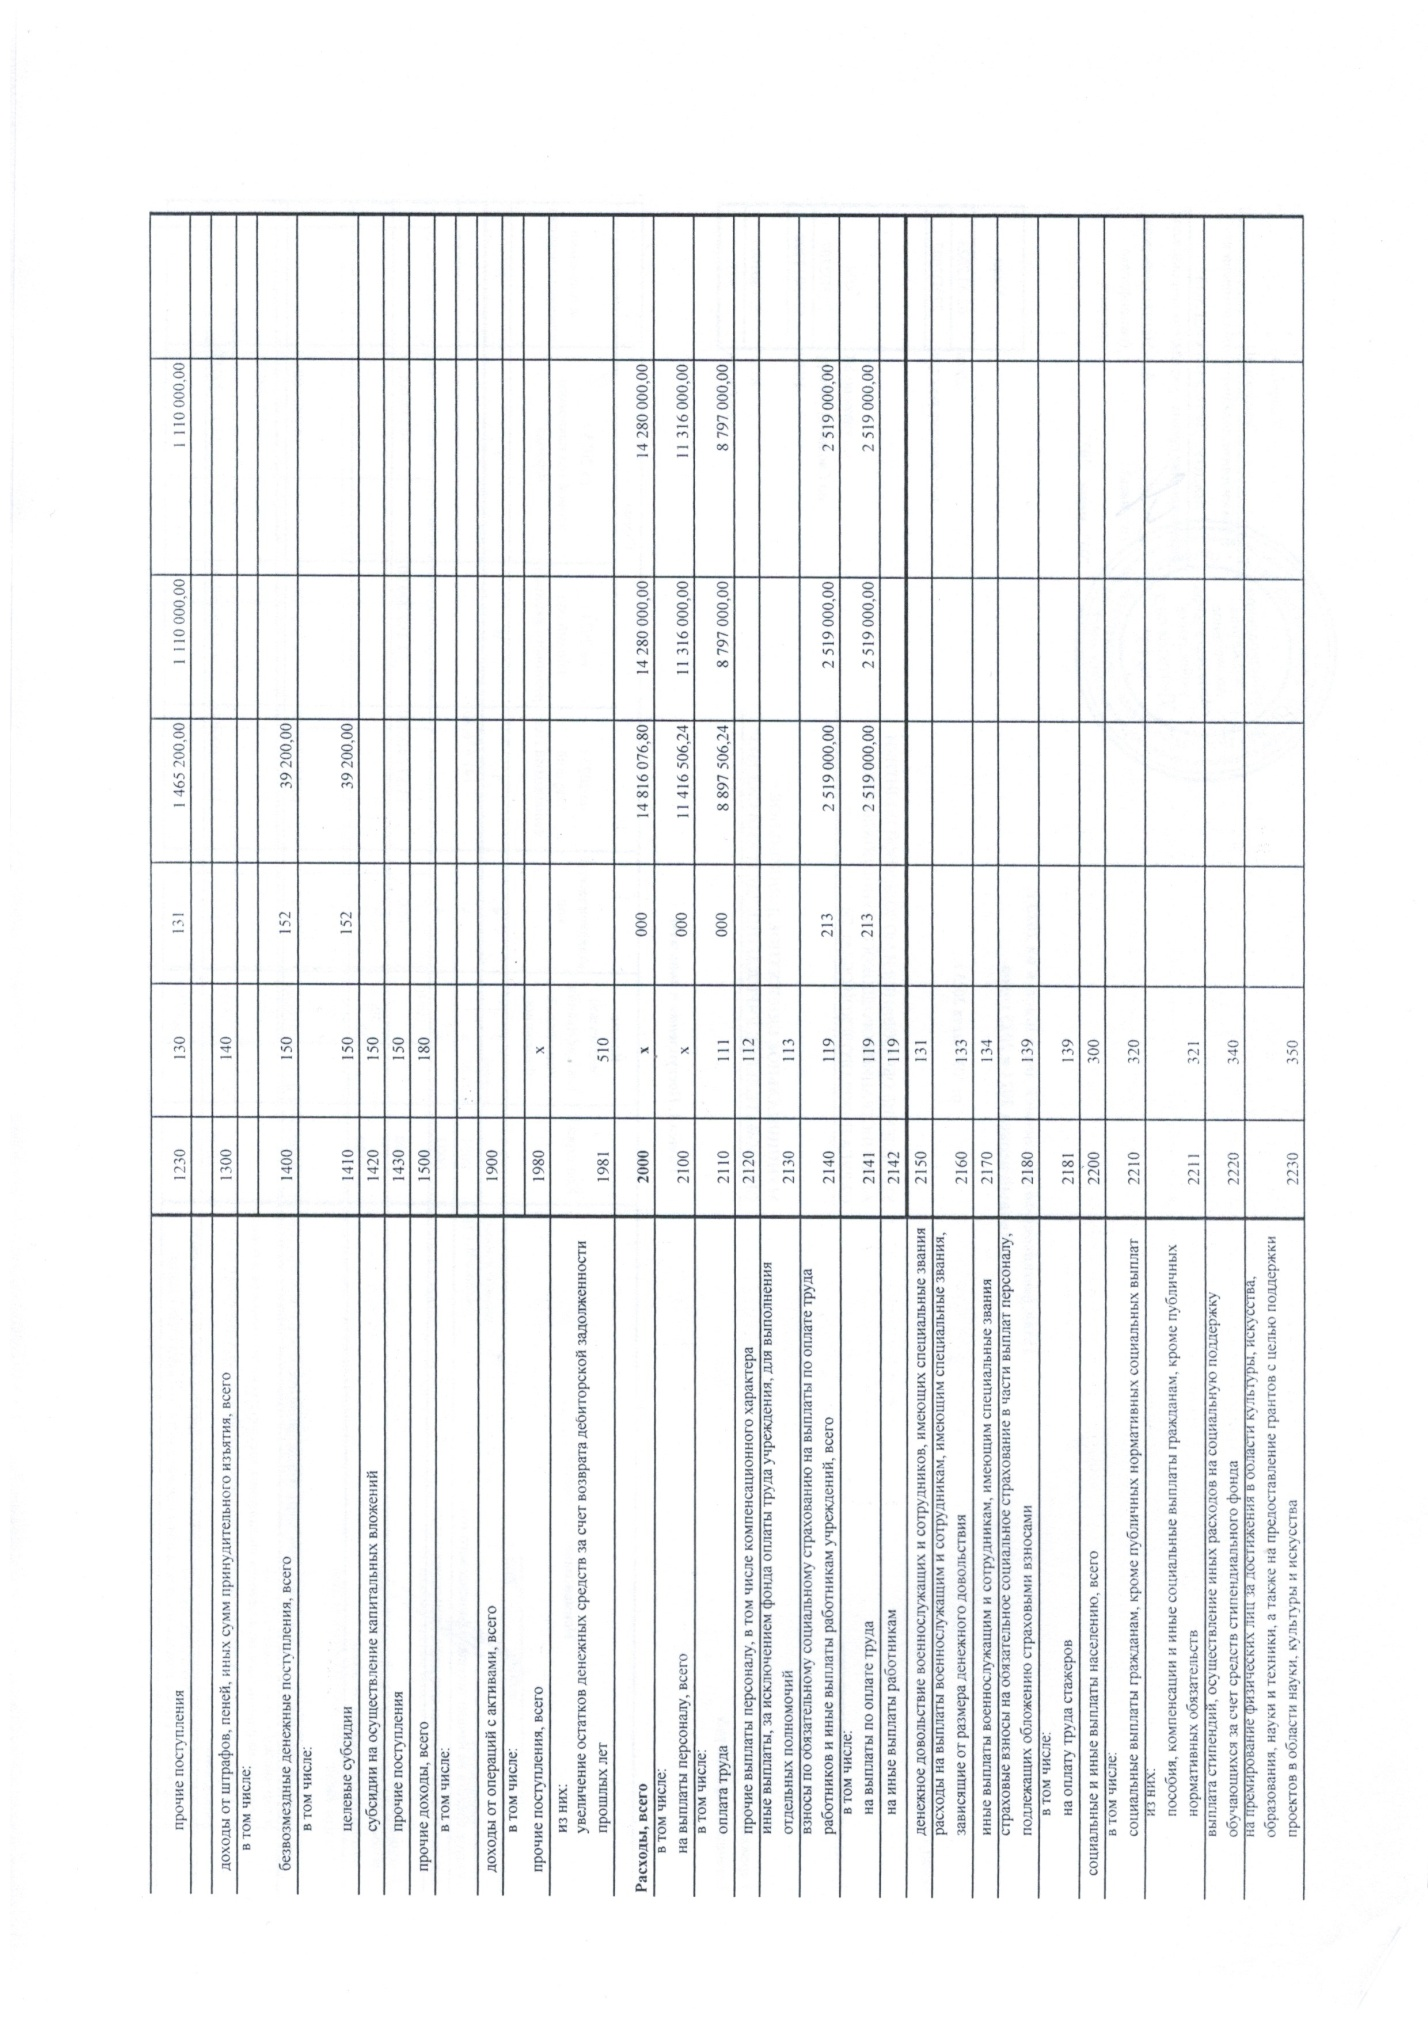 прочие поступления 1230 130 131 1 465 200,00 1 110 000,00 1 110 000,00
доходы от штрафов, пеней, иных сумм принудительного изъятия, всего 1300 140
в том числе:
безвозмездные денежные поступления, всего 1400 150 152 39 200,00
в том числе:
целевые субсидии 1410 150 152 39 200,00
субсидии на осуществление капитальных вложений 1420 150
прочие поступления 1430 150
прочие доходы, всего 1500 180
в том числе:
доходы от операций с активами, всего 1900
в том числе:
прочие поступления, всего 1980 x
из них:
увеличение остатков денежных средств за счет возврата дебиторской задолженности
прошлых лет 1981 510
Расходы, всего 2000 x 000 14 816 076,80 14 280 000,00 14 280 000,00
в том числе:
на выплаты персоналу, всего 2100 x 000 11 416 506,24 11 316 000,00 11 316 000,00
в том числе:
оплата труда 2110 111 000 8 897 506,24 8 797 000,00 8 797 000,00
прочие выплаты персоналу, в том числе компенсационного характера 2120 112
иные выплаты, за исключением фонда оплаты труда учреждения, для выполнения
отдельных полномочий 2130 113
взносы по обязательному социальному страхованию на выплаты по оплате труда
работников и иные выплаты работникам учреждений, всего 2140 119 213 2 519 000,00 2 519 000,00 2 519 000,00
в том числе:
на выплаты по оплате труда 2141 119 213 2 519 000,00 2 519 000,00 2 519 000,00
на иные выплаты работникам 2142 119
денежное довольствие военнослужащих и сотрудников, имеющих специальные звания 2150 131
расходы на выплаты военнослужащим и сотрудникам, имеющим специальные звания,
зависящие от размера денежного довольствия 2160 133
иные выплаты военнослужащим и сотрудникам, имеющим специальные звания 2170 134
страховые взносы на обязательное социальное страхование в части выплат персоналу,
подлежащих обложению страховыми взносами 2180 139
в том числе:
на оплату труда стажеров 2181 139
социальные и иные выплаты населению, всего 2200 300
в том числе:
социальные выплаты гражданам, кроме публичных нормативных социальных выплат 2210 320
из них:
пособия, компенсации и иные социальные выплаты гражданам, кроме публичных
нормативных обязательств 2211 321
выплата стипендий, осуществление иных расходов на социальную поддержку
обучающихся за счет средств стипендиального фонда 2220 340
на премирование физических лиц за достижения в области культуры, искусства,
образования, науки и техники, а также на предоставление грантов с целью поддержки
проектов в области науки, культуры и искусства 2230 350